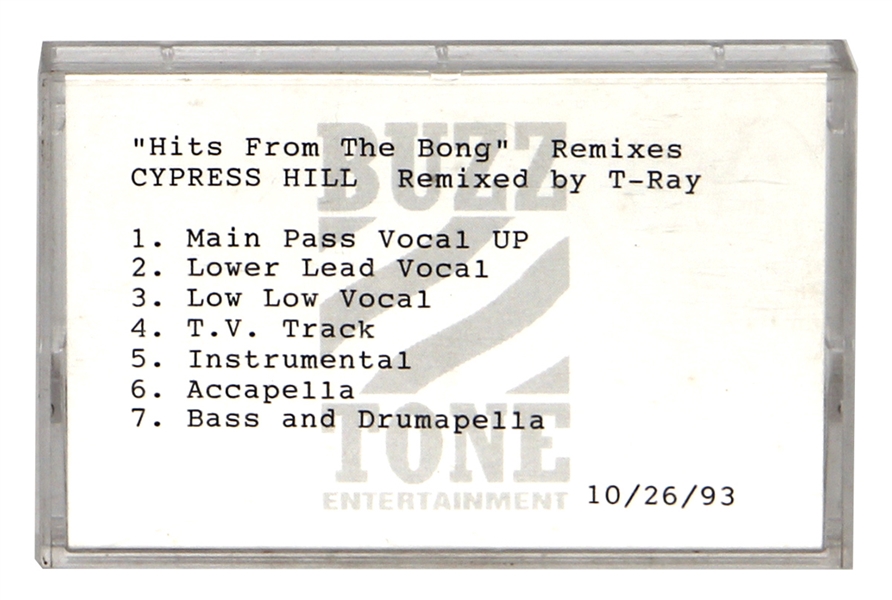 BUZZ
"Hits From The Bong" Remixes
CYPRESS HILL Remixed by T-Ray
1. Main Pass Vocal UP
2. Lower Lead Vocal
3. Low Low Vocal
4. T.V. Track
5. Instrumental
6. Accapella
7. Bass and Drumapella
TONE
ENTERTAINMENT
10/26/93